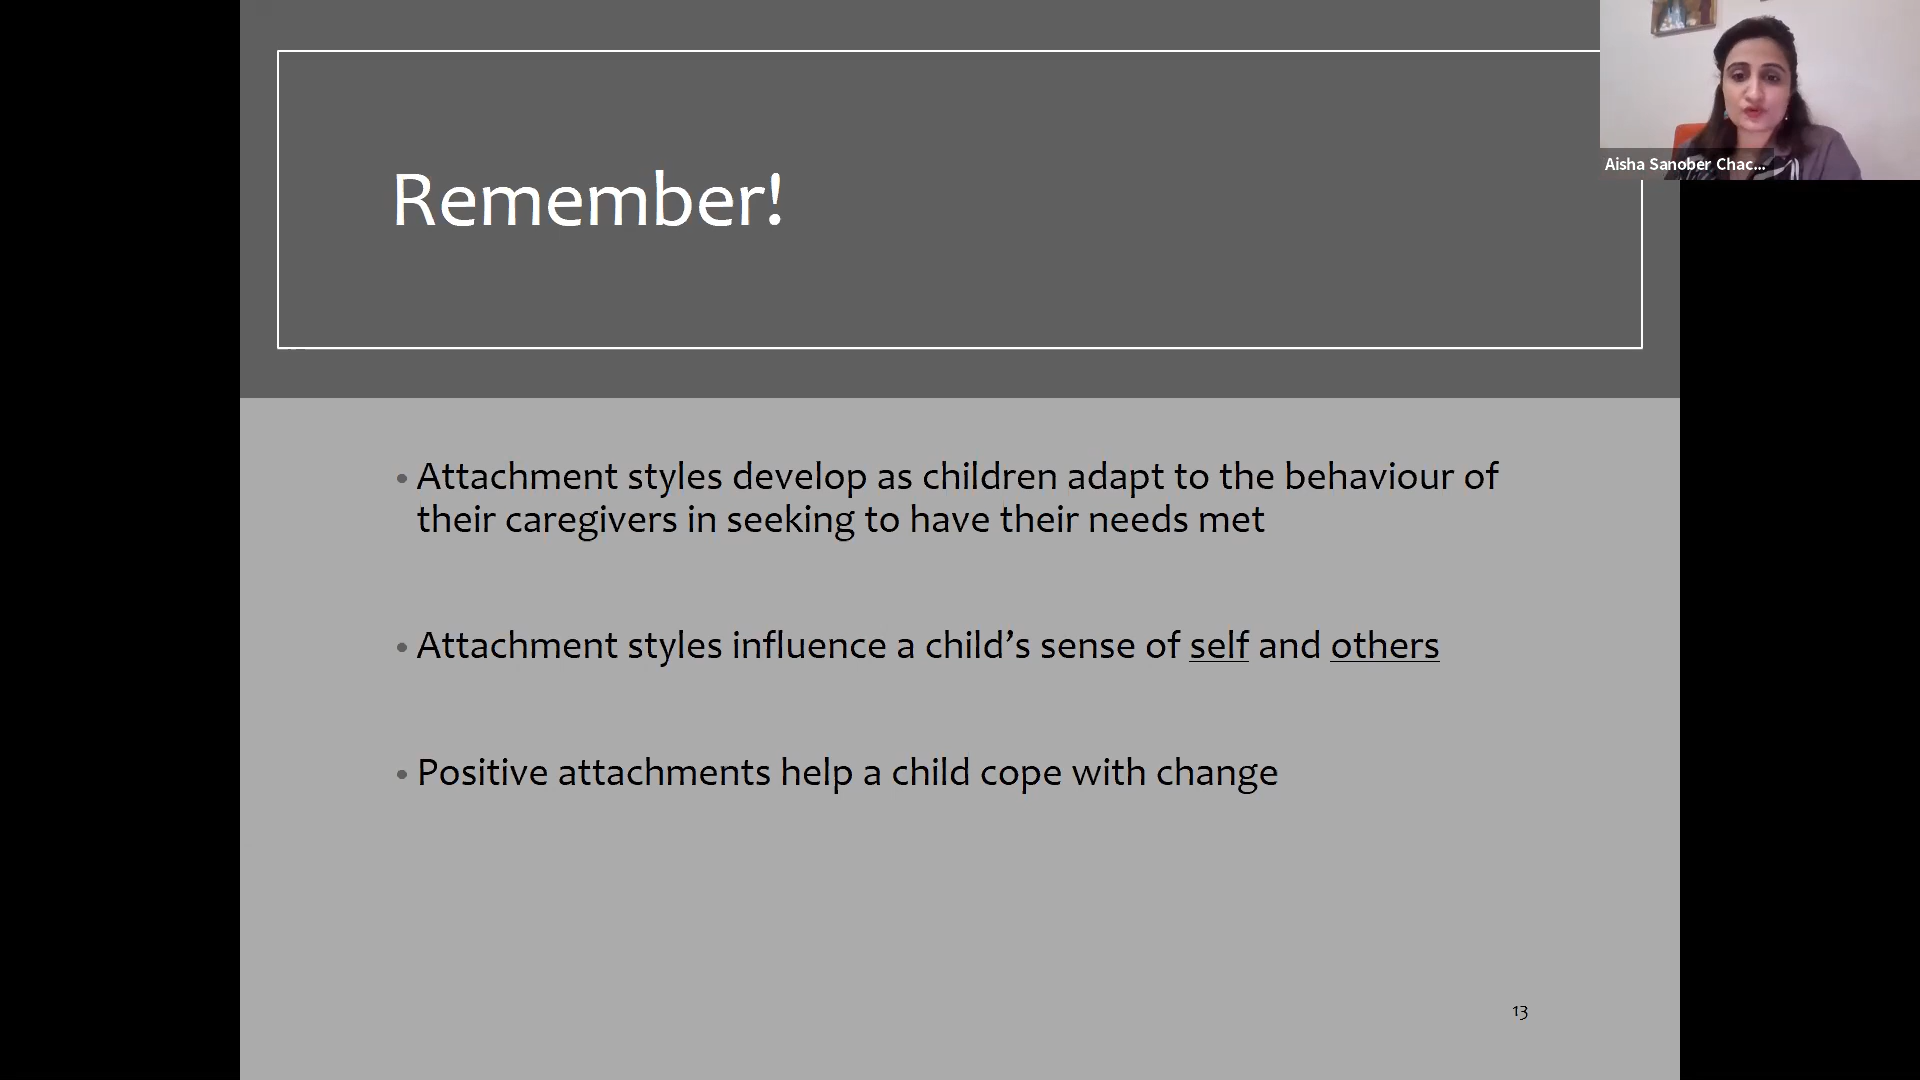 Remember!
Aisha Sanober Chac...
• Attachment styles develop as children adapt to the behaviour of
their caregivers in seeking to have their needs met
• Attachment styles influence a child’s sense of self and others
• Positive attachments help a child cope with change
13